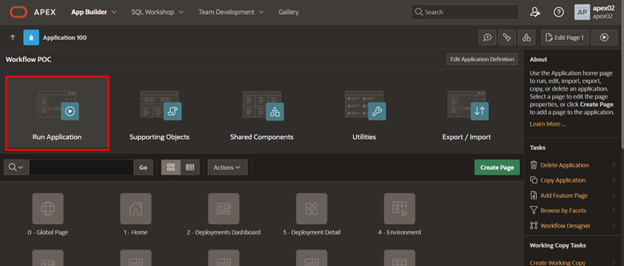 APEX
App Builder
SQL Workshop
Team Development
Gallery
Search
AP
apex02
apex02
Application 100
Edit Page 1
Workflow POC
Edit Application Definition
Run Application
Supporting Objects
Shared Components
Utilities
Export / Import
Go
Actions
Create Page
0 - Global Page
1 - Home
2 - Deployments Dashboard
3 - Deployment Detail
4 - Environment
About
Use the Application home page
to run, edit, import, export,
copy, or delete an application.
Select a page to edit the page
properties, or click Create Page
to add a page to the application.
Learn More ...
Tasks
Delete Application
Copy Application
Add Feature Page
Browse by Facets
Workflow Designer
Working Copy Tasks
Create Working Copy